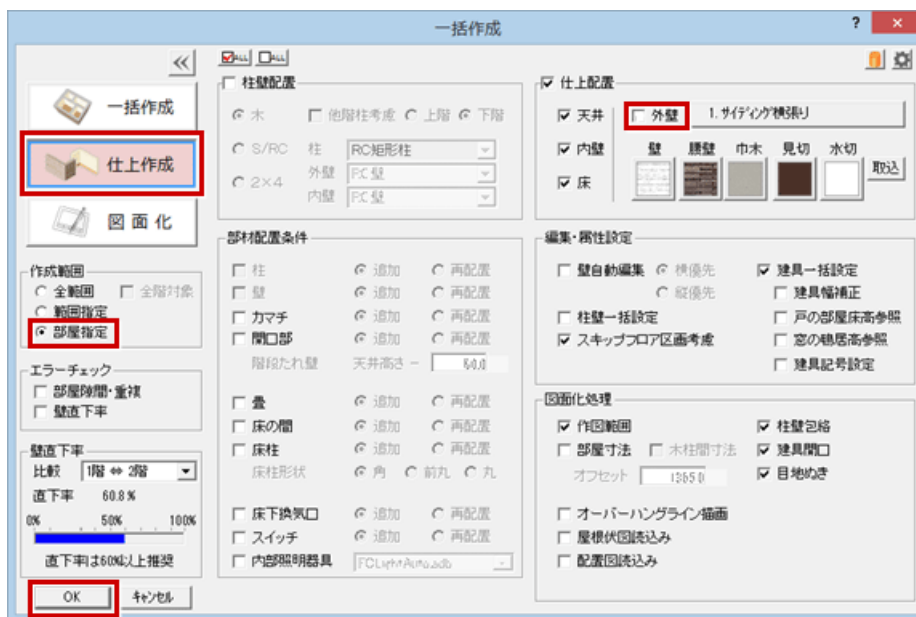 一括作成
?
×
ALL ALL
一括作成
仕上作成
図面化
作成範囲
全範囲 全階対象
範囲指定
部屋指定
エラーチェック
部屋隙間・重複
壁直下率
壁直下率
比較 1階 ⇔ 2階
直下率 60.8%
0% 50% 100%
直下率は60%以上推奨
OK キャンセル
柱壁配置
木 他階柱考慮 上階 下階
S/RC 柱 RC矩形柱
外壁 RC壁
2×4
内壁 RC壁
部材配置条件
柱 追加 再配置
壁 追加 再配置
カマチ 追加 再配置
開口部 追加 再配置
階段たれ壁 天井高さ − 50.0
畳 追加 再配置
床の間 追加 再配置
床柱 追加 再配置
床柱形状 角 前丸 丸
床下換気口 追加 再配置
スイッチ 追加 再配置
内部照明器具 FCLightAuto.adb
仕上配置
天井 外壁 1. サイディング横張り
内壁 壁 腰壁 巾木 見切 水切
床 取込
編集・属性設定
壁自動編集 横優先 建具一括設定
縦優先 建具幅補正
柱壁一括設定 戸の部屋床高参照
スキップフロア区画考慮 窓の鴨居高参照
建具記号設定
図面化処理
作図範囲 柱壁包絡
部屋寸法 木柱間寸法 建具開口
オフセット 1365.0 目地ぬき
オーバーハングライン描画
屋根伏図読込み
配置図読込み